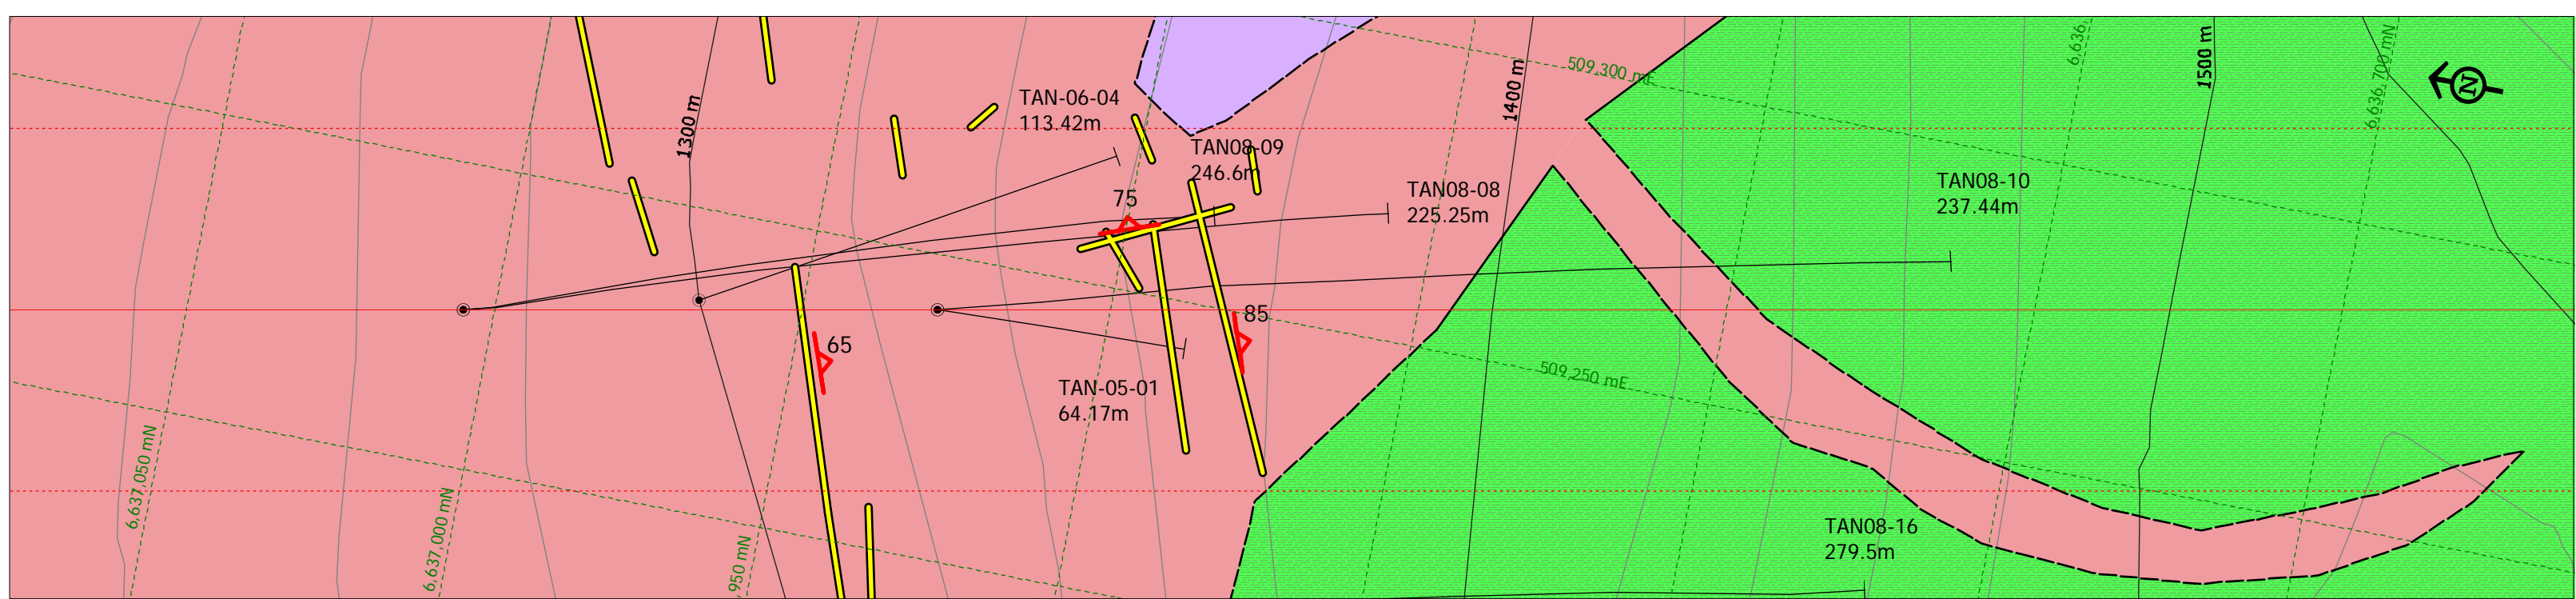 TAN-06-04
113.42m
1300 m
1400 m
1500 m
509,300 mE
6,636,
6,636,700 mN
N
TAN08-09
246.6m
75
TAN08-08
225.25m
TAN08-10
237.44m
85
65
TAN-05-01
64.17m
509,250 mE
6,637,050 mN
6,637,000 mN
950 mN
TAN08-16
279.5m